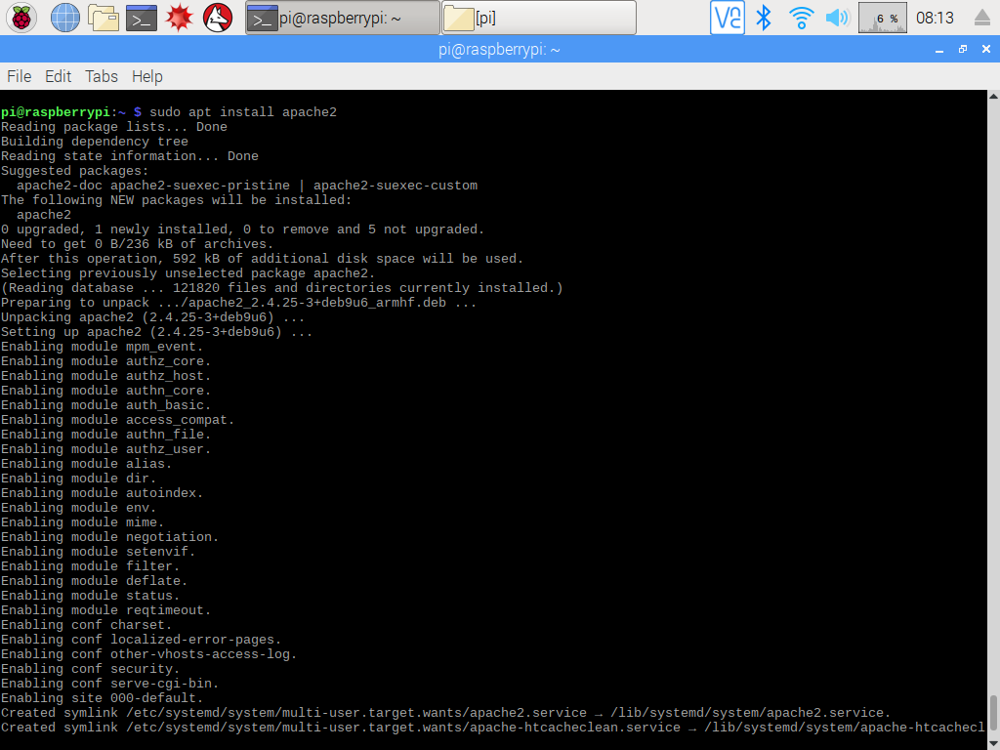 pi@raspberrypi: ~ [pi] 6 % 08:13
pi@raspberrypi: ~
File Edit Tabs Help
pi@raspberrypi:~ $ sudo apt install apache2
Reading package lists... Done
Building dependency tree
Reading state information... Done
Suggested packages:
  apache2-doc apache2-suexec-pristine | apache2-suexec-custom
The following NEW packages will be installed:
  apache2
0 upgraded, 1 newly installed, 0 to remove and 5 not upgraded.
Need to get 0 B/236 kB of archives.
After this operation, 592 kB of additional disk space will be used.
Selecting previously unselected package apache2.
(Reading database ... 121820 files and directories currently installed.)
Preparing to unpack .../apache2_2.4.25-3+deb9u6_armhf.deb ...
Unpacking apache2 (2.4.25-3+deb9u6) ...
Setting up apache2 (2.4.25-3+deb9u6) ...
Enabling module mpm_event.
Enabling module authz_core.
Enabling module authz_host.
Enabling module authn_core.
Enabling module auth_basic.
Enabling module access_compat.
Enabling module authn_file.
Enabling module authz_user.
Enabling module alias.
Enabling module dir.
Enabling module autoindex.
Enabling module env.
Enabling module mime.
Enabling module negotiation.
Enabling module setenvif.
Enabling module filter.
Enabling module deflate.
Enabling module status.
Enabling module reqtimeout.
Enabling conf charset.
Enabling conf localized-error-pages.
Enabling conf other-vhosts-access-log.
Enabling conf security.
Enabling conf serve-cgi-bin.
Enabling site 000-default.
Created symlink /etc/systemd/system/multi-user.target.wants/apache2.service → /lib/systemd/system/apache2.service.
Created symlink /etc/systemd/system/multi-user.target.wants/apache-htcacheclean.service → /lib/systemd/system/apache-htcachecl